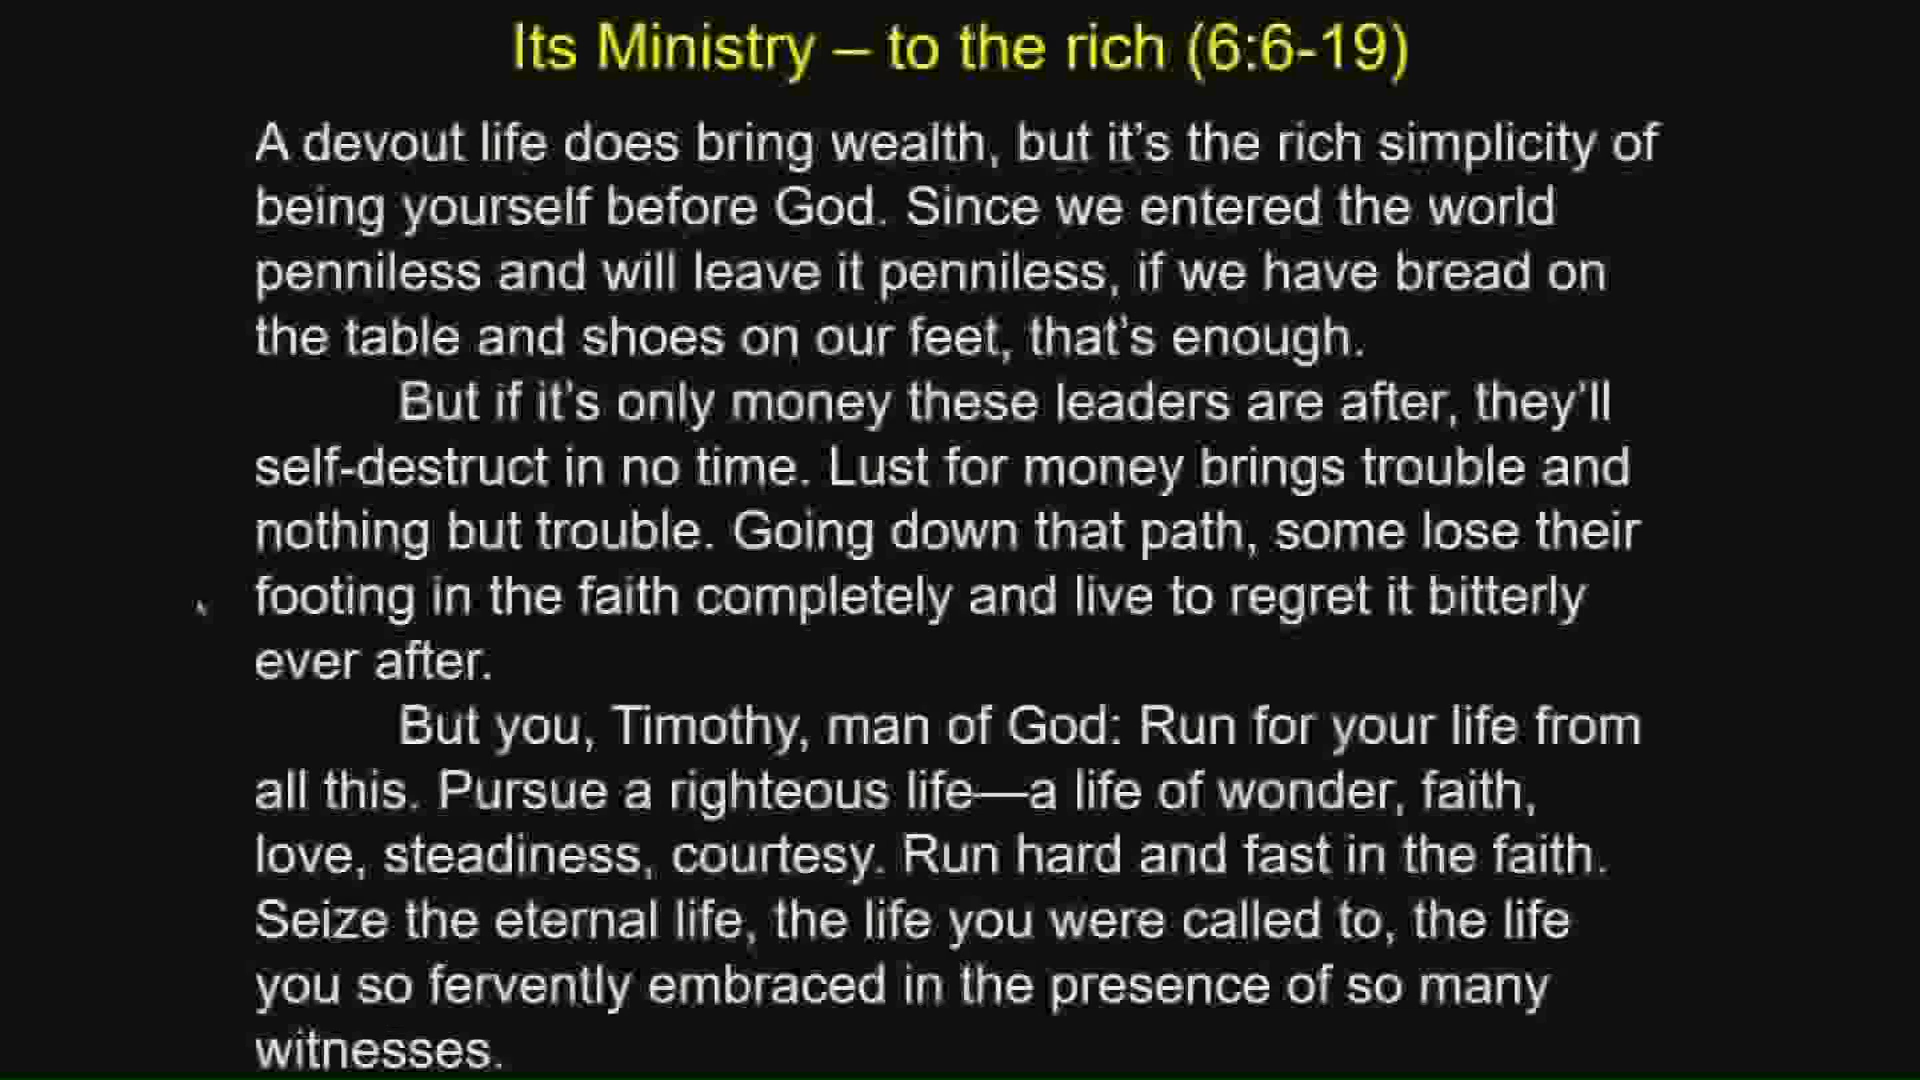 Its Ministry – to the rich (6:6-19)
A devout life does bring wealth, but it’s the rich simplicity of
being yourself before God. Since we entered the world
penniless and will leave it penniless, if we have bread on
the table and shoes on our feet, that’s enough.
But if it’s only money these leaders are after, they’ll
self-destruct in no time. Lust for money brings trouble and
nothing but trouble. Going down that path, some lose their
footing in the faith completely and live to regret it bitterly
ever after.
But you, Timothy, man of God: Run for your life from
all this. Pursue a righteous life—a life of wonder, faith,
love, steadiness, courtesy. Run hard and fast in the faith.
Seize the eternal life, the life you were called to, the life
you so fervently embraced in the presence of so many
witnesses.